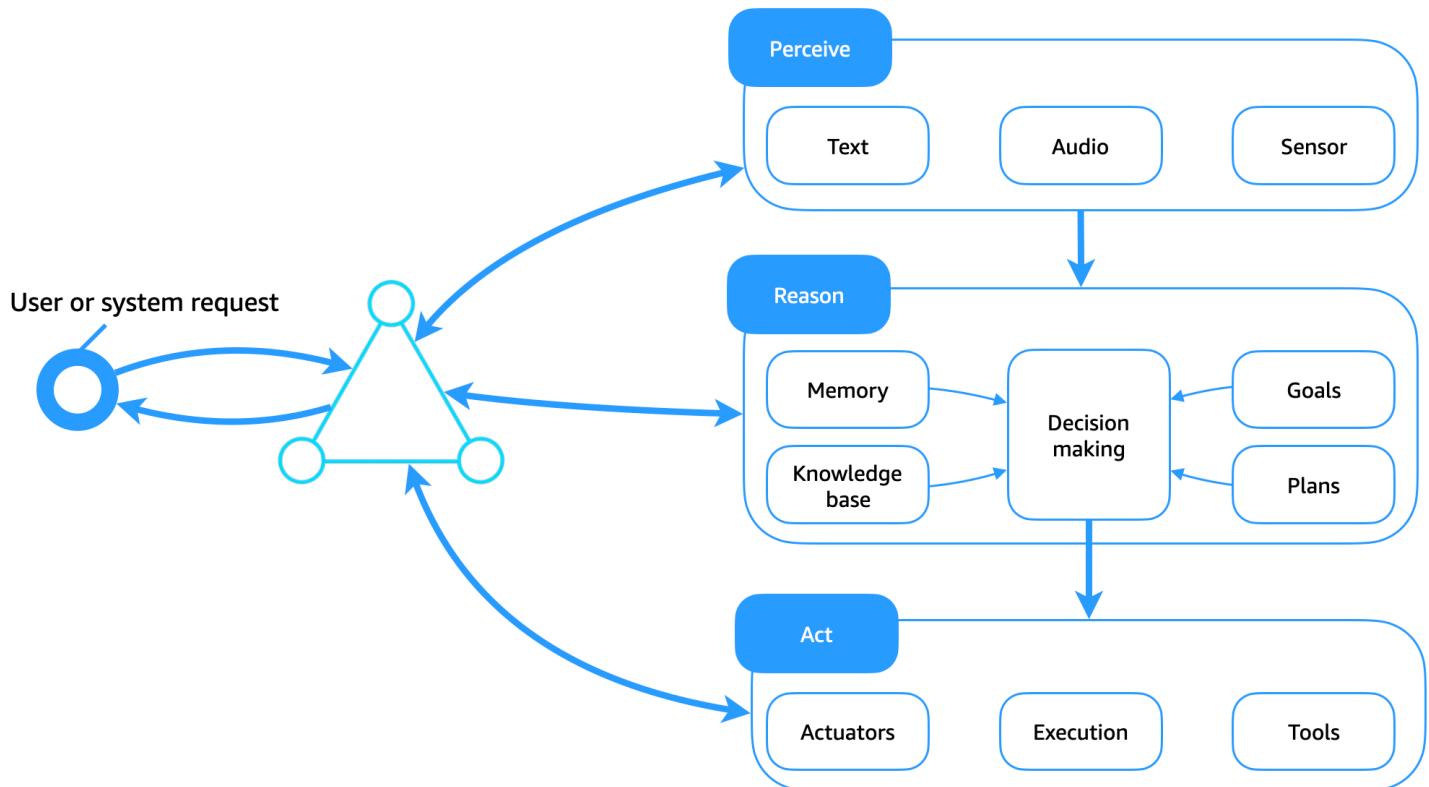 Perceive
Text
Audio
Sensor
User or system request
Reason
Memory
Knowledge
base
Decision
making
Goals
Plans
Act
Actuators
Execution
Tools